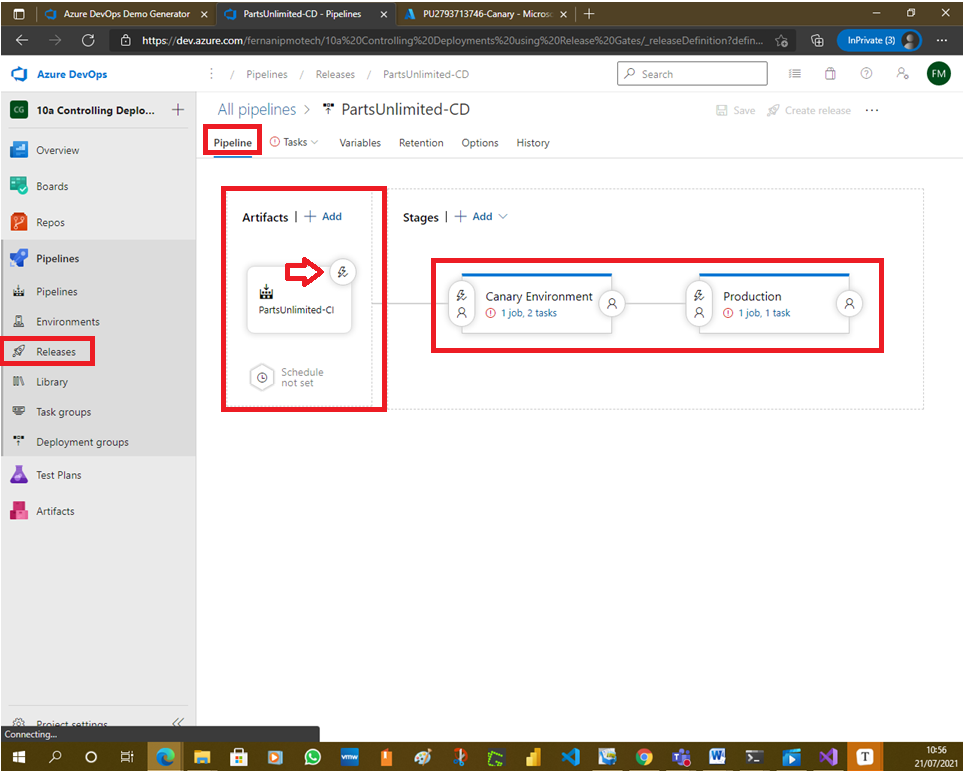 Azure DevOps Demo Generator
PartsUnlimited-CD - Pipelines
PU2793713746-Canary - Micros
https://dev.azure.com/fernanipmotech/10a%20Controlling%20Deployments%20using%20Release%20Gates/_releaseDefinition?defin...
InPrivate (3)
Azure DevOps
/ Pipelines / Releases / PartsUnlimited-CD
Search
FM
CG
10a Controlling Deplo...
All pipelines > PartsUnlimited-CD
Save
Create release
Pipeline
Tasks
Variables
Retention
Options
History
Overview
Boards
Repos
Pipelines
Pipelines
Environments
Releases
Library
Task groups
Deployment groups
Test Plans
Artifacts
Project settings
Artifacts | + Add
Stages | + Add
PartsUnlimited-CI
Schedule
not set
Canary Environment
1 job, 2 tasks
Production
1 job, 1 task
Connecting...
vmw
W
T
10:56
21/07/2021